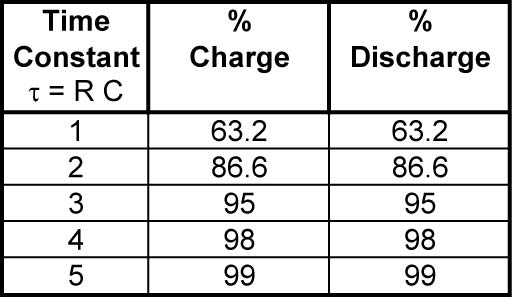 Time Constant τ = R C % Charge % Discharge
1 63.2 63.2
2 86.6 86.6
3 95 95
4 98 98
5 99 99